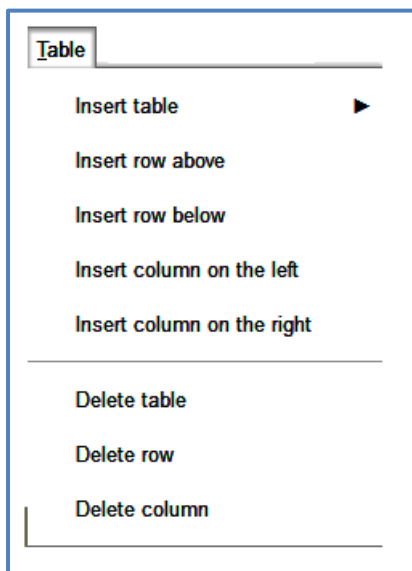 Table
Insert table
Insert row above
Insert row below
Insert column on the left
Insert column on the right
Delete table
Delete row
Delete column